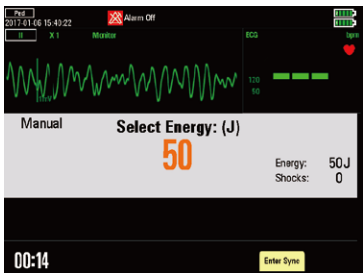 Ped
2017-01-06 15:40:22
Alarm Off
II X 1 Monitor
ECG bpm
1mV
120
50
Manual
Select Energy: (J)
50
Energy: 50J
Shocks: 0
00:14
Enter Sync